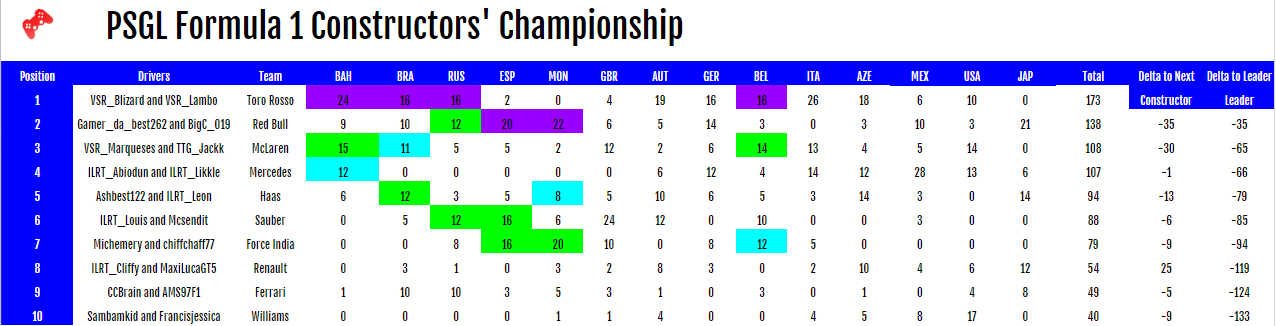 PSGL Formula 1 Constructors' Championship
Position Drivers Team BAH BRA RUS ESP MON GBR AUT GER BEL ITA AZE MEX USA JAP Total Delta to Next Delta to Leader
1 VSR_Blizard and VSR_Lambo Toro Rosso 24 16 16 2 0 4 19 16 16 26 18 6 10 0 173 Constructor Leader
2 Gamer_da_best262 and BigC_019 Red Bull 9 10 12 20 22 6 5 14 3 0 3 10 3 21 138 -35 -35
3 VSR_Marqueses and TTG_Jackk McLaren 15 11 5 5 2 12 2 6 14 13 4 5 14 0 108 -30 -65
4 ILRT_Abiodun and ILRT_Likkle Mercedes 12 0 0 0 0 0 6 12 4 14 12 28 13 6 107 -1 -66
5 Ashbest122 and ILRT_Leon Haas 6 12 3 5 8 5 10 6 5 3 14 3 0 14 94 -13 -79
6 ILRT_Louis and Mcsendit Sauber 0 5 12 16 6 24 12 0 10 0 0 3 0 0 88 -6 -85
7 Michemery and chiffchaff77 Force India 0 0 8 16 20 10 0 8 12 5 0 0 0 0 79 -9 -94
8 ILRT_Cliffy and MaxiLucaGT5 Renault 0 3 1 0 3 2 8 3 0 2 10 4 6 12 54 25 -119
9 CCBrain and AMS97F1 Ferrari 1 10 10 3 5 3 1 0 3 0 1 0 4 8 49 -5 -124
10 Sambamkid and Francisjessica Williams 0 0 0 0 1 1 4 0 0 4 5 8 17 0 40 -9 -133